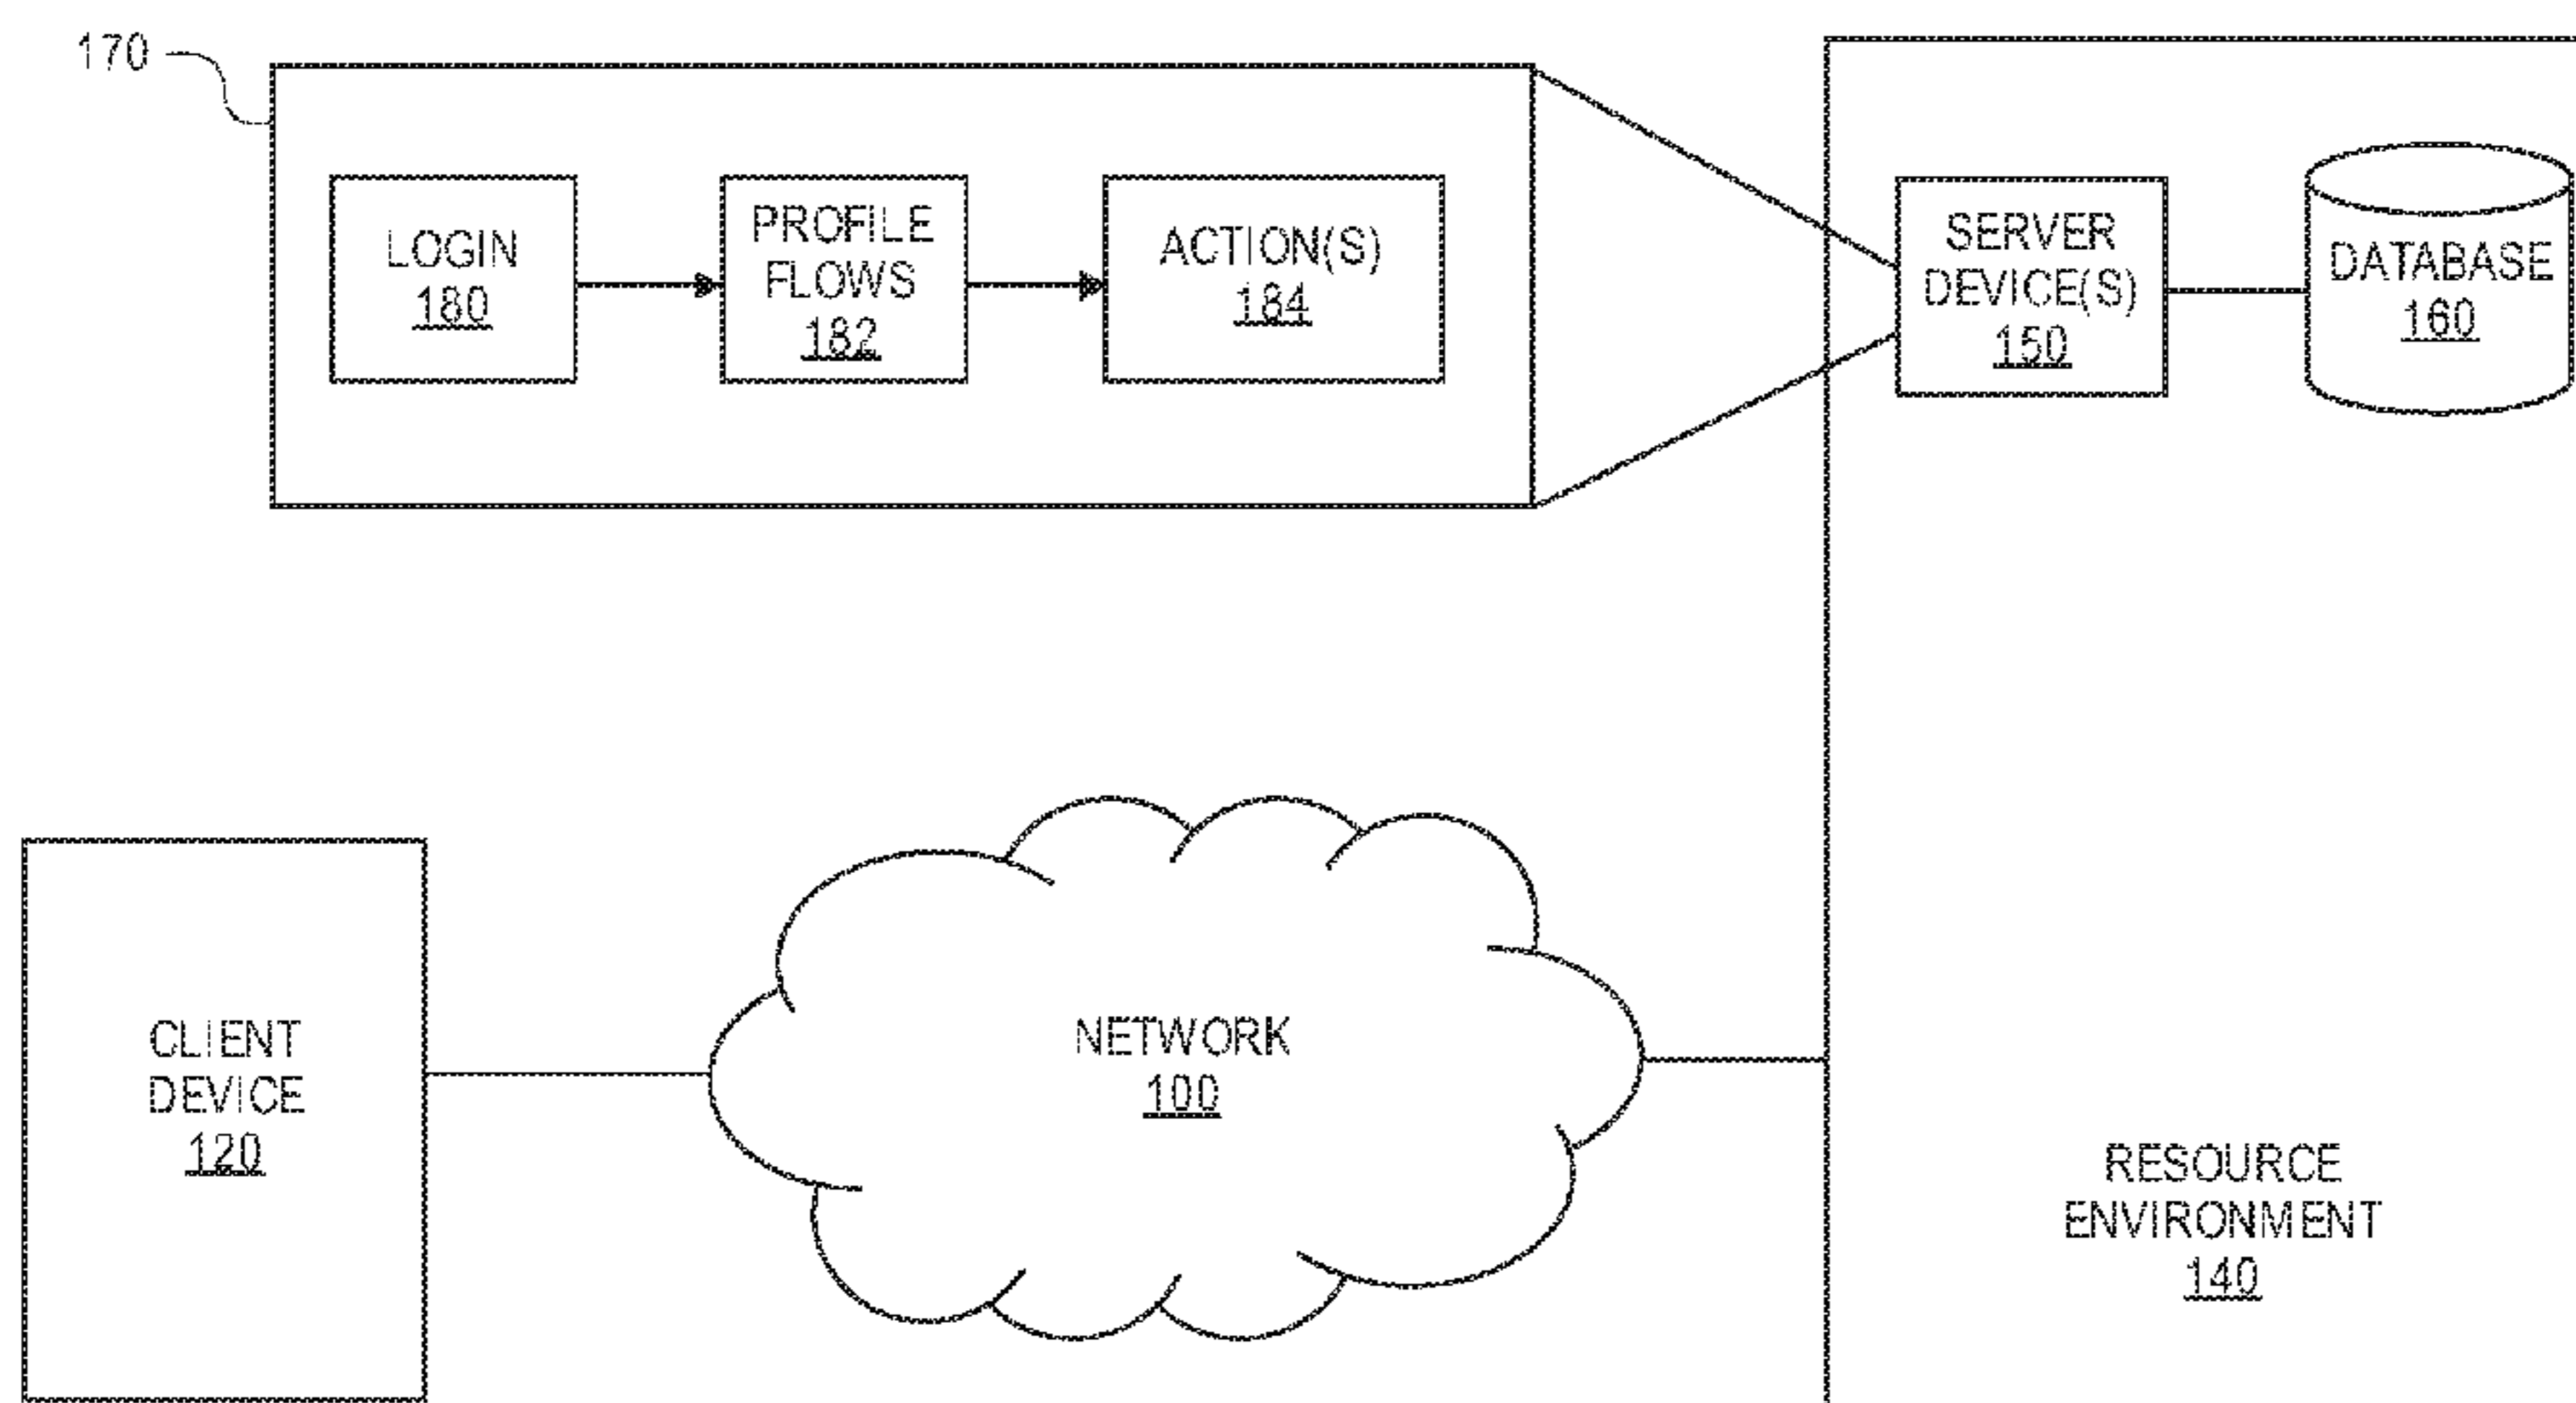 170
LOGIN
180
PROFILE
FLOWS
182
ACTION(S)
184
SERVER
DEVICE(S)
150
DATABASE
160
CLIENT
DEVICE
120
NETWORK
100
RESOURCE
ENVIRONMENT
140